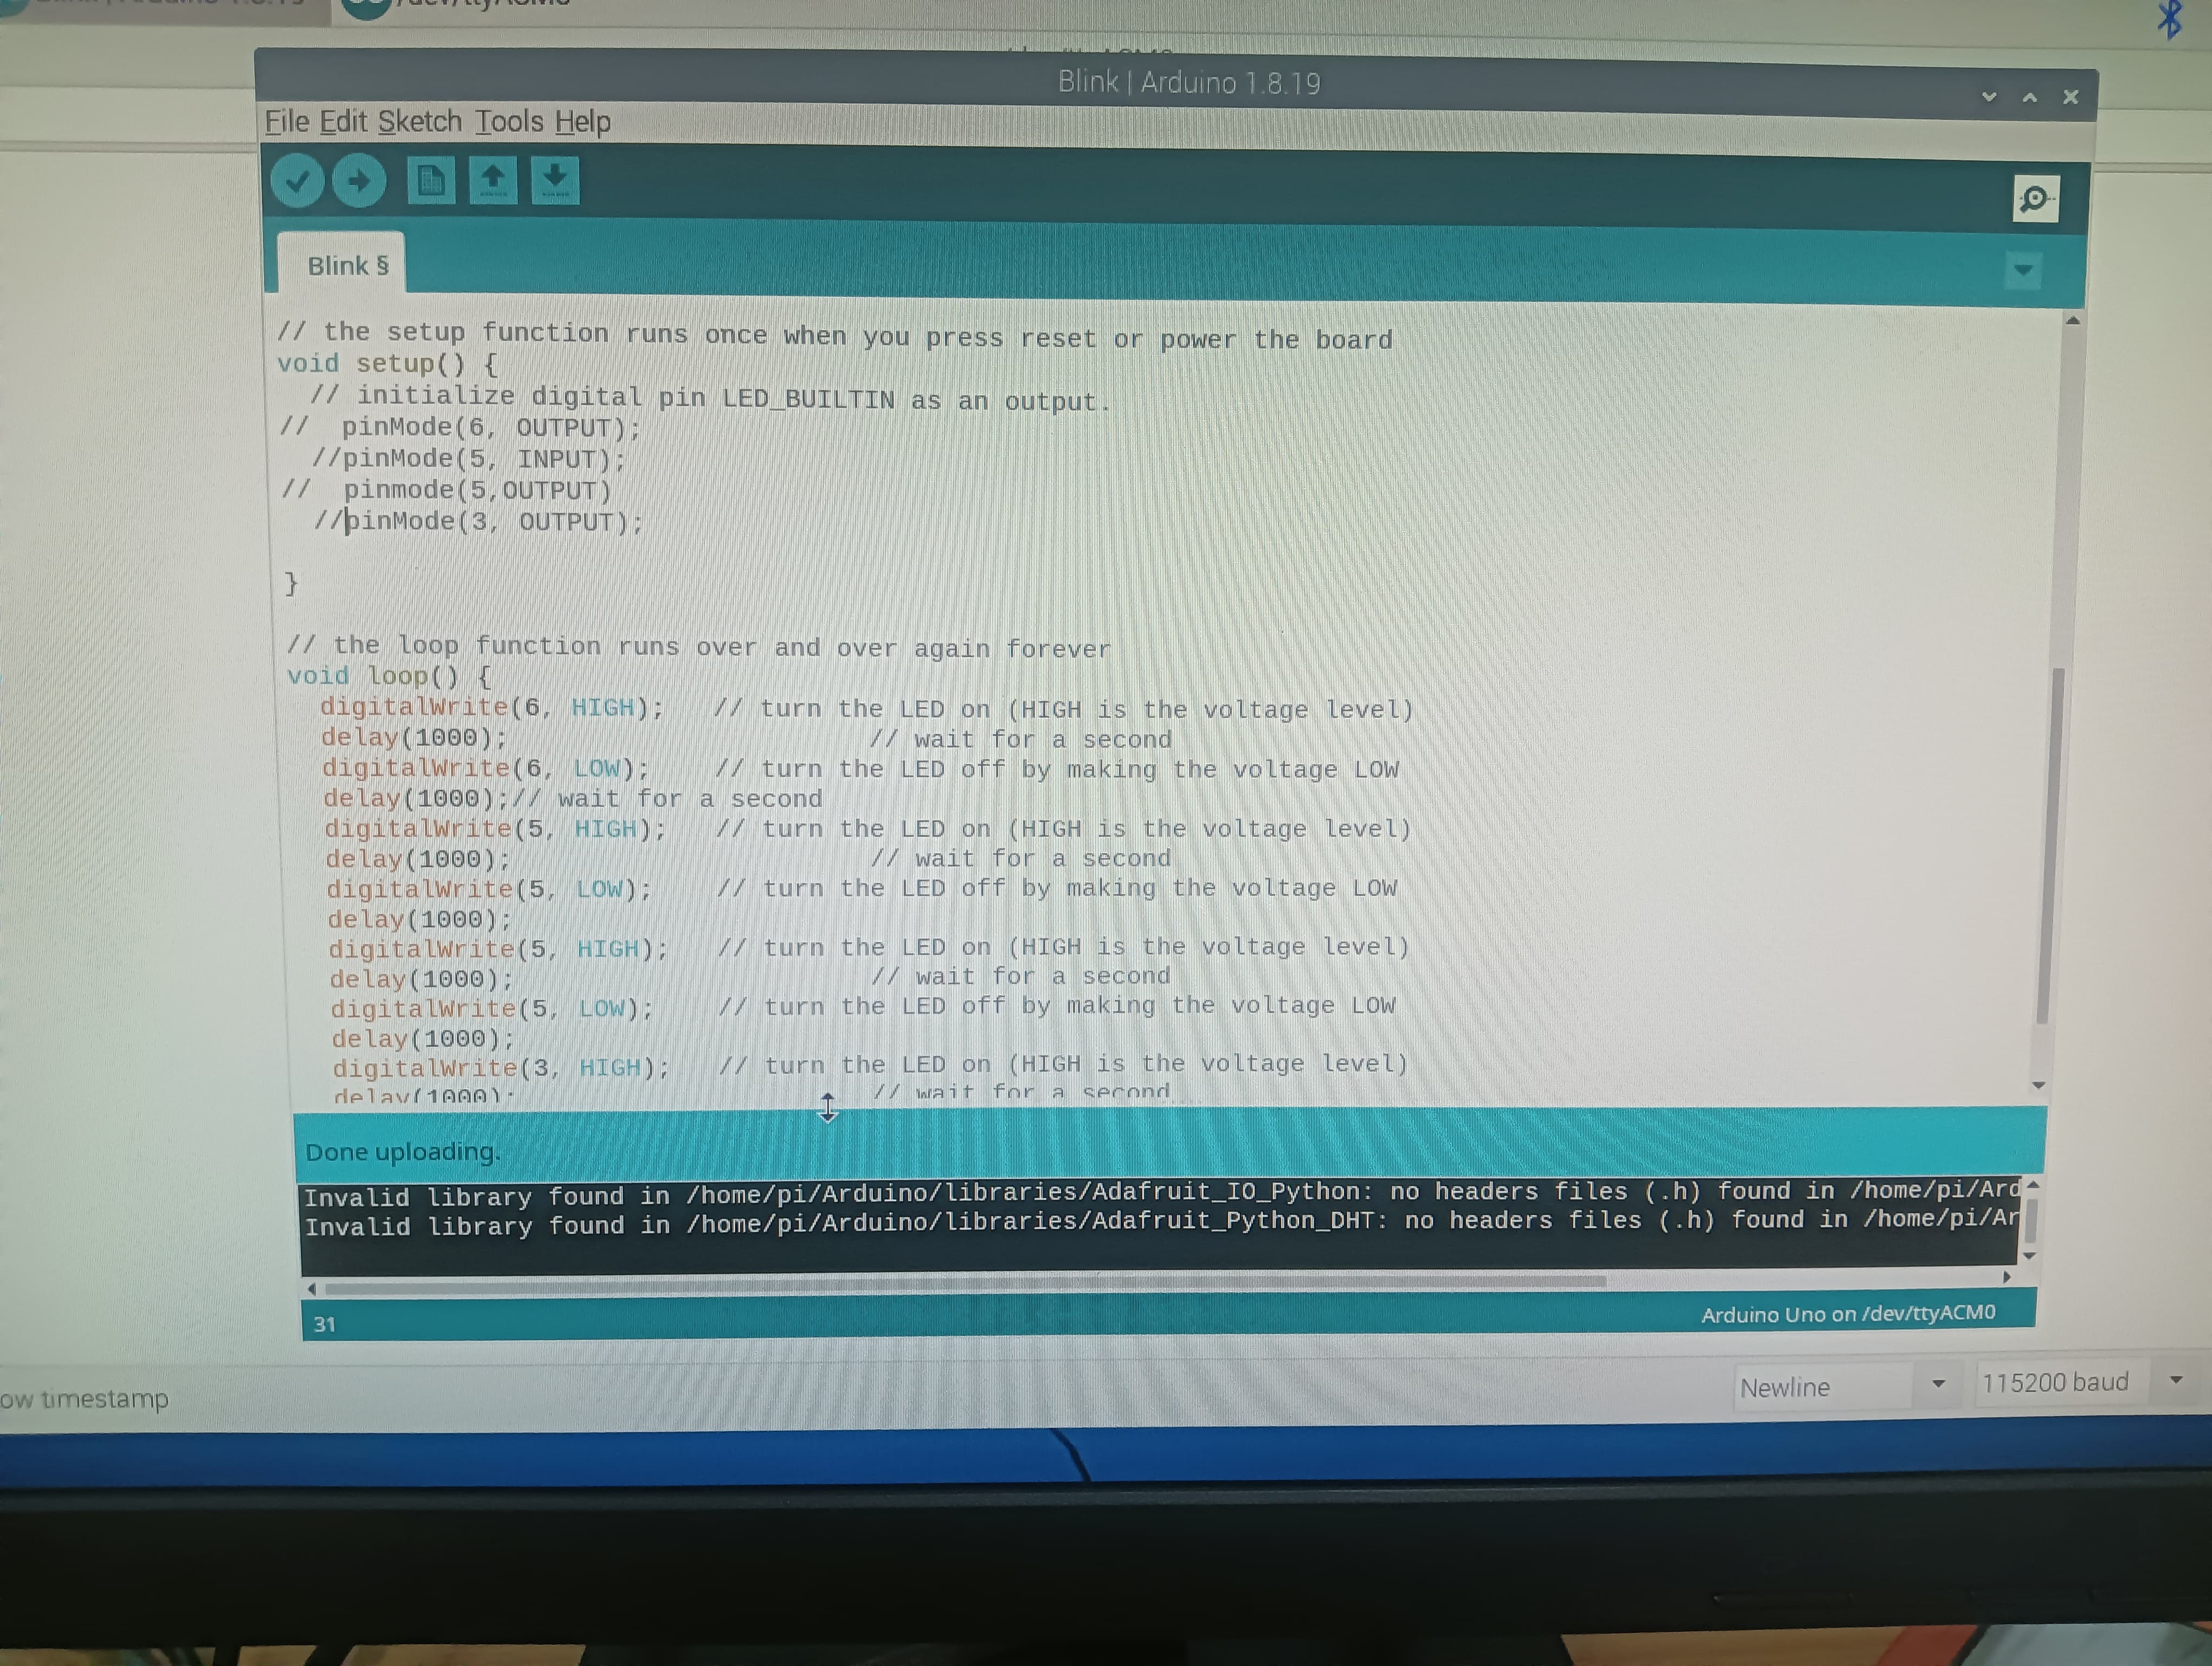 /dev/ttyACM0
Blink | Arduino 1.8.19
File Edit Sketch Tools Help
Blink §
// the setup function runs once when you press reset or power the board
void setup() {
  // initialize digital pin LED_BUILTIN as an output.
//  pinMode(6, OUTPUT);
  //pinMode(5, INPUT);
//  pinmode(5,OUTPUT)
  //pinMode(3, OUTPUT);
}
// the loop function runs over and over again forever
void loop() {
  digitalWrite(6, HIGH);   // turn the LED on (HIGH is the voltage level)
  delay(1000);                       // wait for a second
  digitalWrite(6, LOW);    // turn the LED off by making the voltage LOW
  delay(1000);// wait for a second
  digitalWrite(5, HIGH);   // turn the LED on (HIGH is the voltage level)
  delay(1000);                       // wait for a second
  digitalWrite(5, LOW);    // turn the LED off by making the voltage LOW
  delay(1000);
  digitalWrite(5, HIGH);   // turn the LED on (HIGH is the voltage level)
  delay(1000);                       // wait for a second
  digitalWrite(5, LOW);    // turn the LED off by making the voltage LOW
  delay(1000);
  digitalWrite(3, HIGH);   // turn the LED on (HIGH is the voltage level)
  delay(1000);                       // wait for a second
Done uploading.
Invalid library found in /home/pi/Arduino/libraries/Adafruit_IO_Python: no headers files (.h) found in /home/pi/Ard
Invalid library found in /home/pi/Arduino/libraries/Adafruit_Python_DHT: no headers files (.h) found in /home/pi/Ar
31
Arduino Uno on /dev/ttyACM0
ow timestamp
Newline
115200 baud